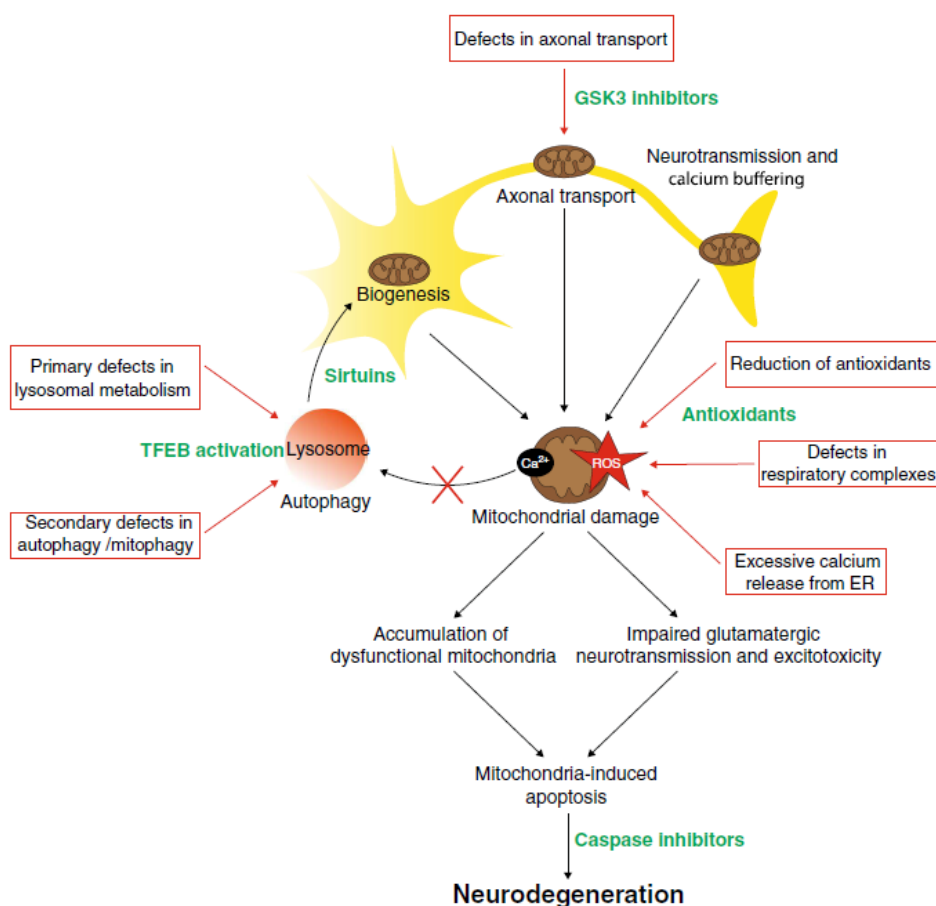 Defects in axonal transport
GSK3 inhibitors
Neurotransmission and
calcium buffering
Axonal transport
Biogenesis
Primary defects in
lysosomal metabolism
Sirtuins
Reduction of antioxidants
Antioxidants
TFEB activation
Lysosome
Autophagy
Ca²⁺
ROS
Defects in
respiratory complexes
Mitochondrial damage
Secondary defects in
autophagy /mitophagy
Excessive calcium
release from ER
Accumulation of
dysfunctional mitochondria
Impaired glutamatergic
neurotransmission and excitotoxicity
Mitochondria-induced
apoptosis
Caspase inhibitors
Neurodegeneration